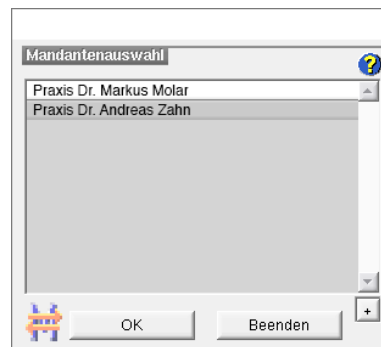 Mandantenauswahl
?
Praxis Dr. Markus Molar
Praxis Dr. Andreas Zahn
+
OK
Beenden